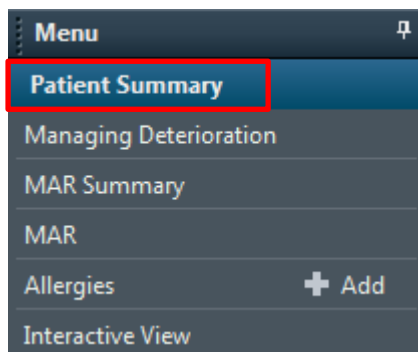 Menu
Patient Summary
Managing Deterioration
MAR Summary
MAR
Allergies + Add
Interactive View